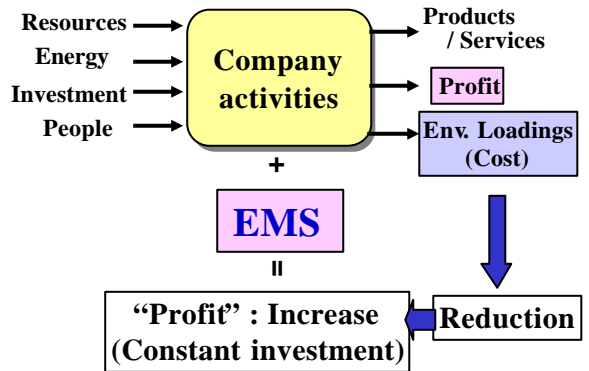 Resources
Energy
Investment
People
Company
activities
Products
/ Services
Profit
Env. Loadings
(Cost)
+
EMS
=
“Profit” : Increase
(Constant investment)
Reduction